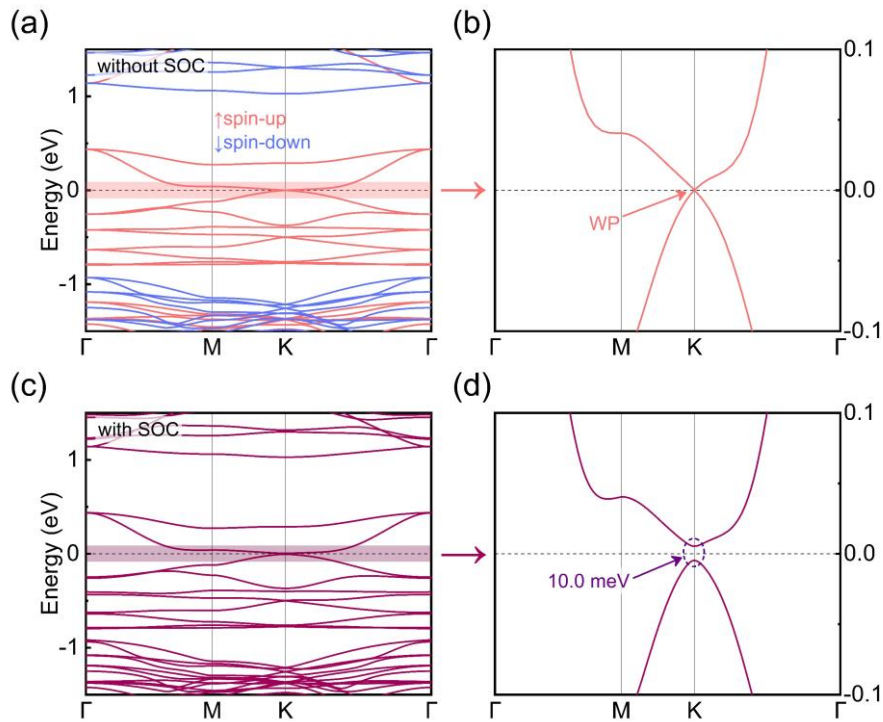 (a)
(b)
without SOC
↑spin-up
↓spin-down
Energy (eV)
1
0
-1
Γ
M
K
Γ
WP
0.1
0.0
-0.1
Γ
M
K
Γ
(c)
(d)
with SOC
Energy (eV)
1
0
-1
Γ
M
K
Γ
10.0 meV
0.1
0.0
-0.1
Γ
M
K
Γ